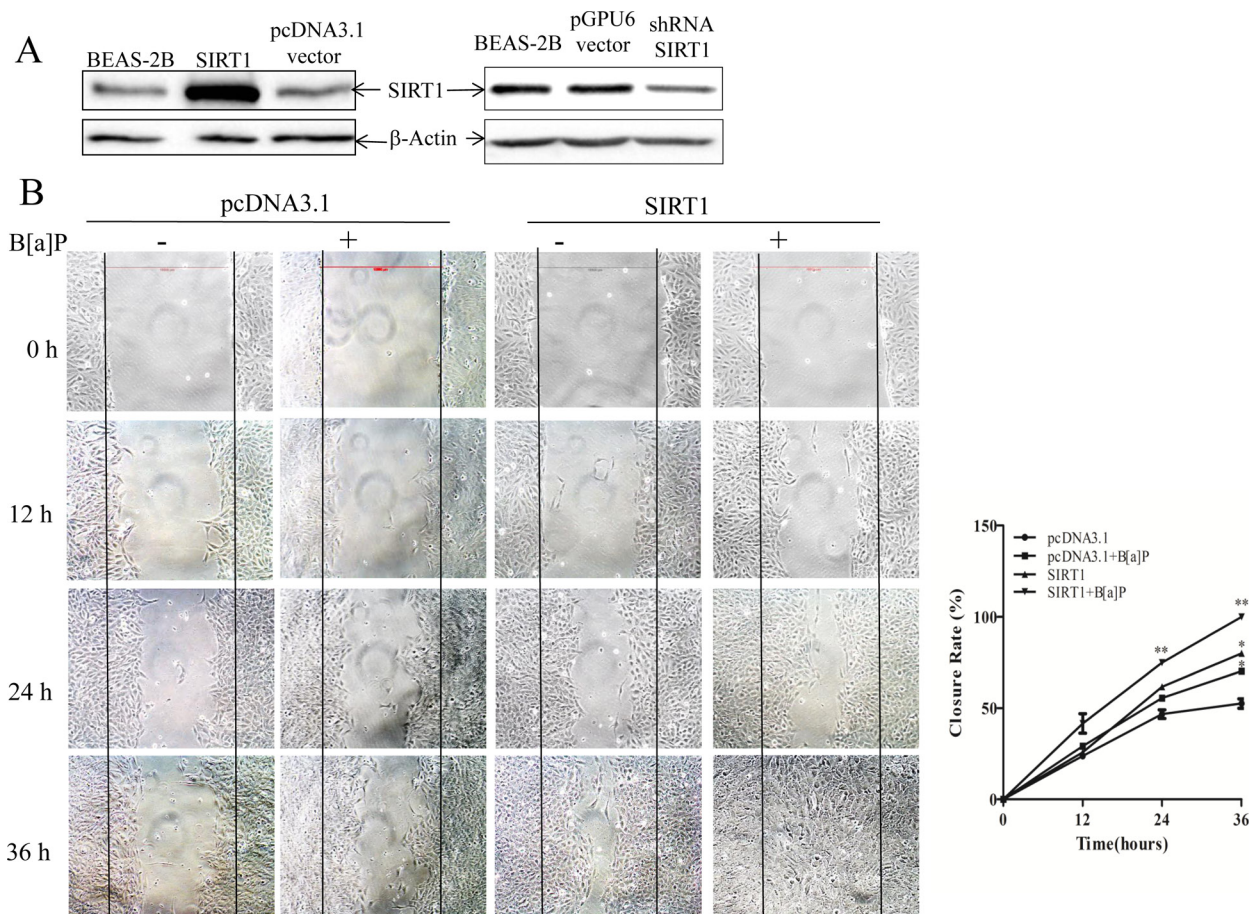 A
BEAS-2B SIRT1 pcDNA3.1 vector
BEAS-2B pGPU6 vector shRNA SIRT1
SIRT1
β-Actin
B
pcDNA3.1 SIRT1
B[a]P - + - +
0 h
12 h
24 h
36 h
150
100
50
0
Closure Rate (%)
pcDNA3.1
pcDNA3.1+B[a]P
SIRT1
SIRT1+B[a]P
**
**
*
*
0 12 24 36
Time(hours)